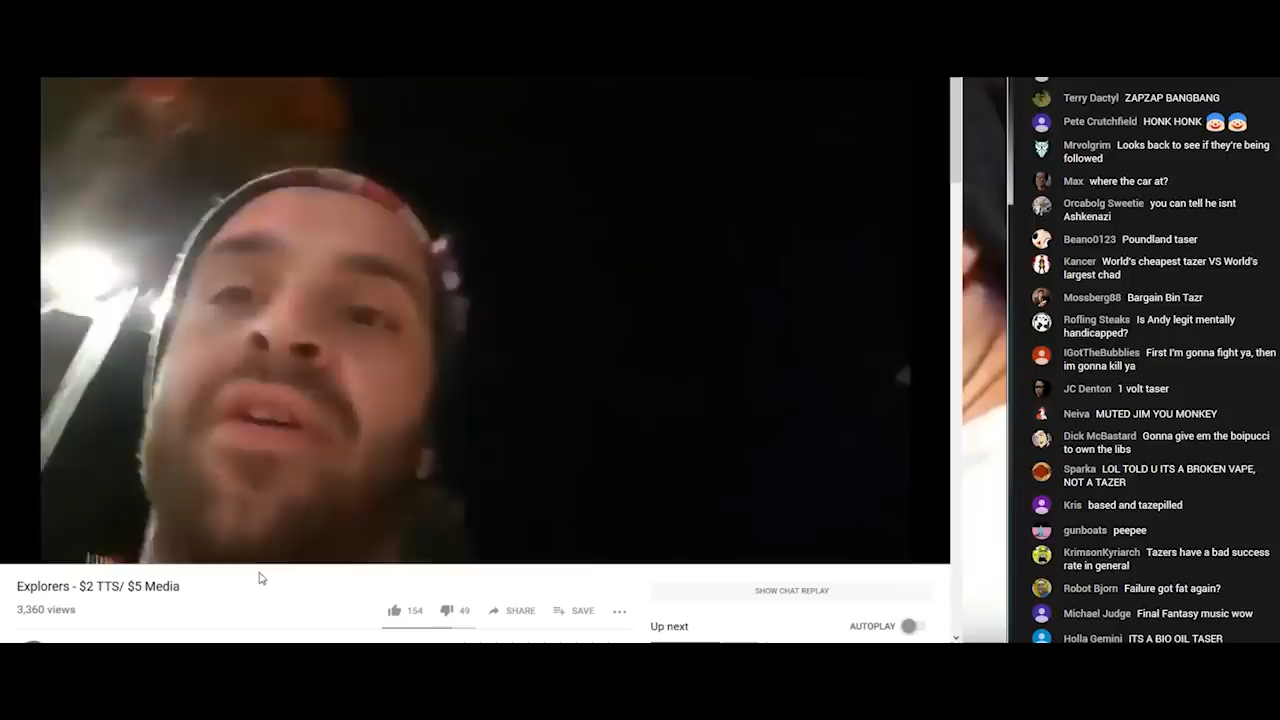 Terry Dactyl ZAPZAP BANGBANG
Pete Crutchfield HONK HONK
Mrvolgrim Looks back to see if they're being
followed
Max where the car at?
Orcabolg Sweetie you can tell he isnt
Ashkenazi
Beano0123 Poundland taser
Kancer World's cheapest tazer VS World's
largest chad
Mossberg88 Bargain Bin Tazr
Rofling Steaks Is Andy legit mentally
handicapped?
IGotTheBubblies First I'm gonna fight ya, then
im gonna kill ya
JC Denton 1 volt taser
Neiva MUTED JIM YOU MONKEY
Dick McBastard Gonna give em the boipucci
to own the libs
Sparka LOL TOLD U ITS A BROKEN VAPE,
NOT A TAZER
Kris based and tazepilled
gunboats peepee
KrimsonKyriarch Tazers have a bad success
rate in general
Robot Bjorn Failure got fat again?
Michael Judge Final Fantasy music wow
Holla Gemini ITS A BIO OIL TASER
Explorers - $2 TTS/ $5 Media
3,360 views
154 49 SHARE SAVE
SHOW CHAT REPLAY
Up next AUTOPLAY